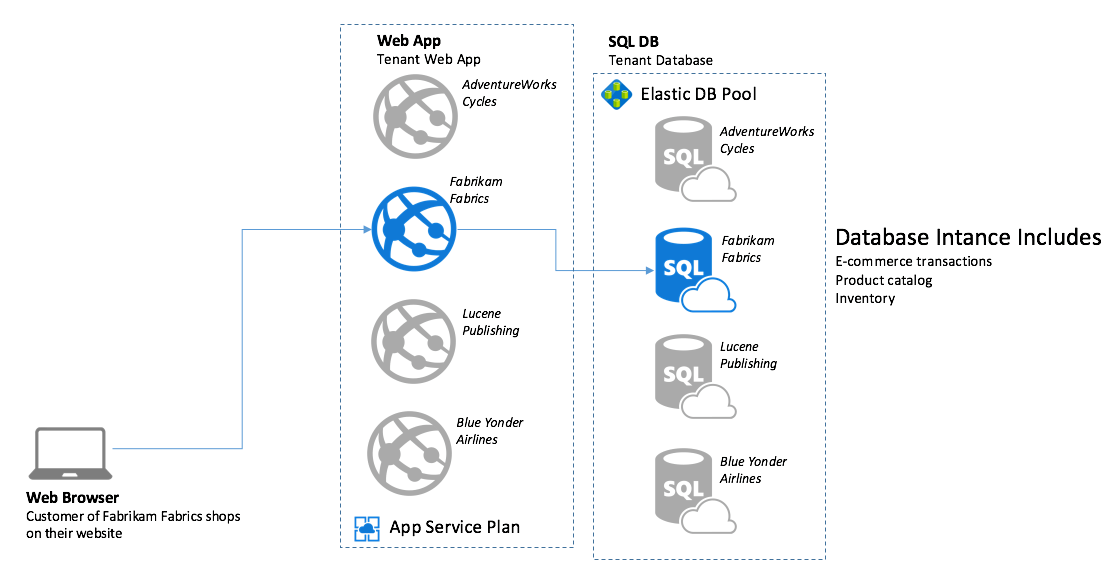 Web App
Tenant Web App
AdventureWorks
Cycles
Fabrikam
Fabrics
Lucene
Publishing
Blue Yonder
Airlines
App Service Plan
SQL DB
Tenant Database
Elastic DB Pool
SQL
AdventureWorks
Cycles
SQL
Fabrikam
Fabrics
SQL
Lucene
Publishing
SQL
Blue Yonder
Airlines
Database Intance Includes
E-commerce transactions
Product catalog
Inventory
Web Browser
Customer of Fabrikam Fabrics shops
on their website